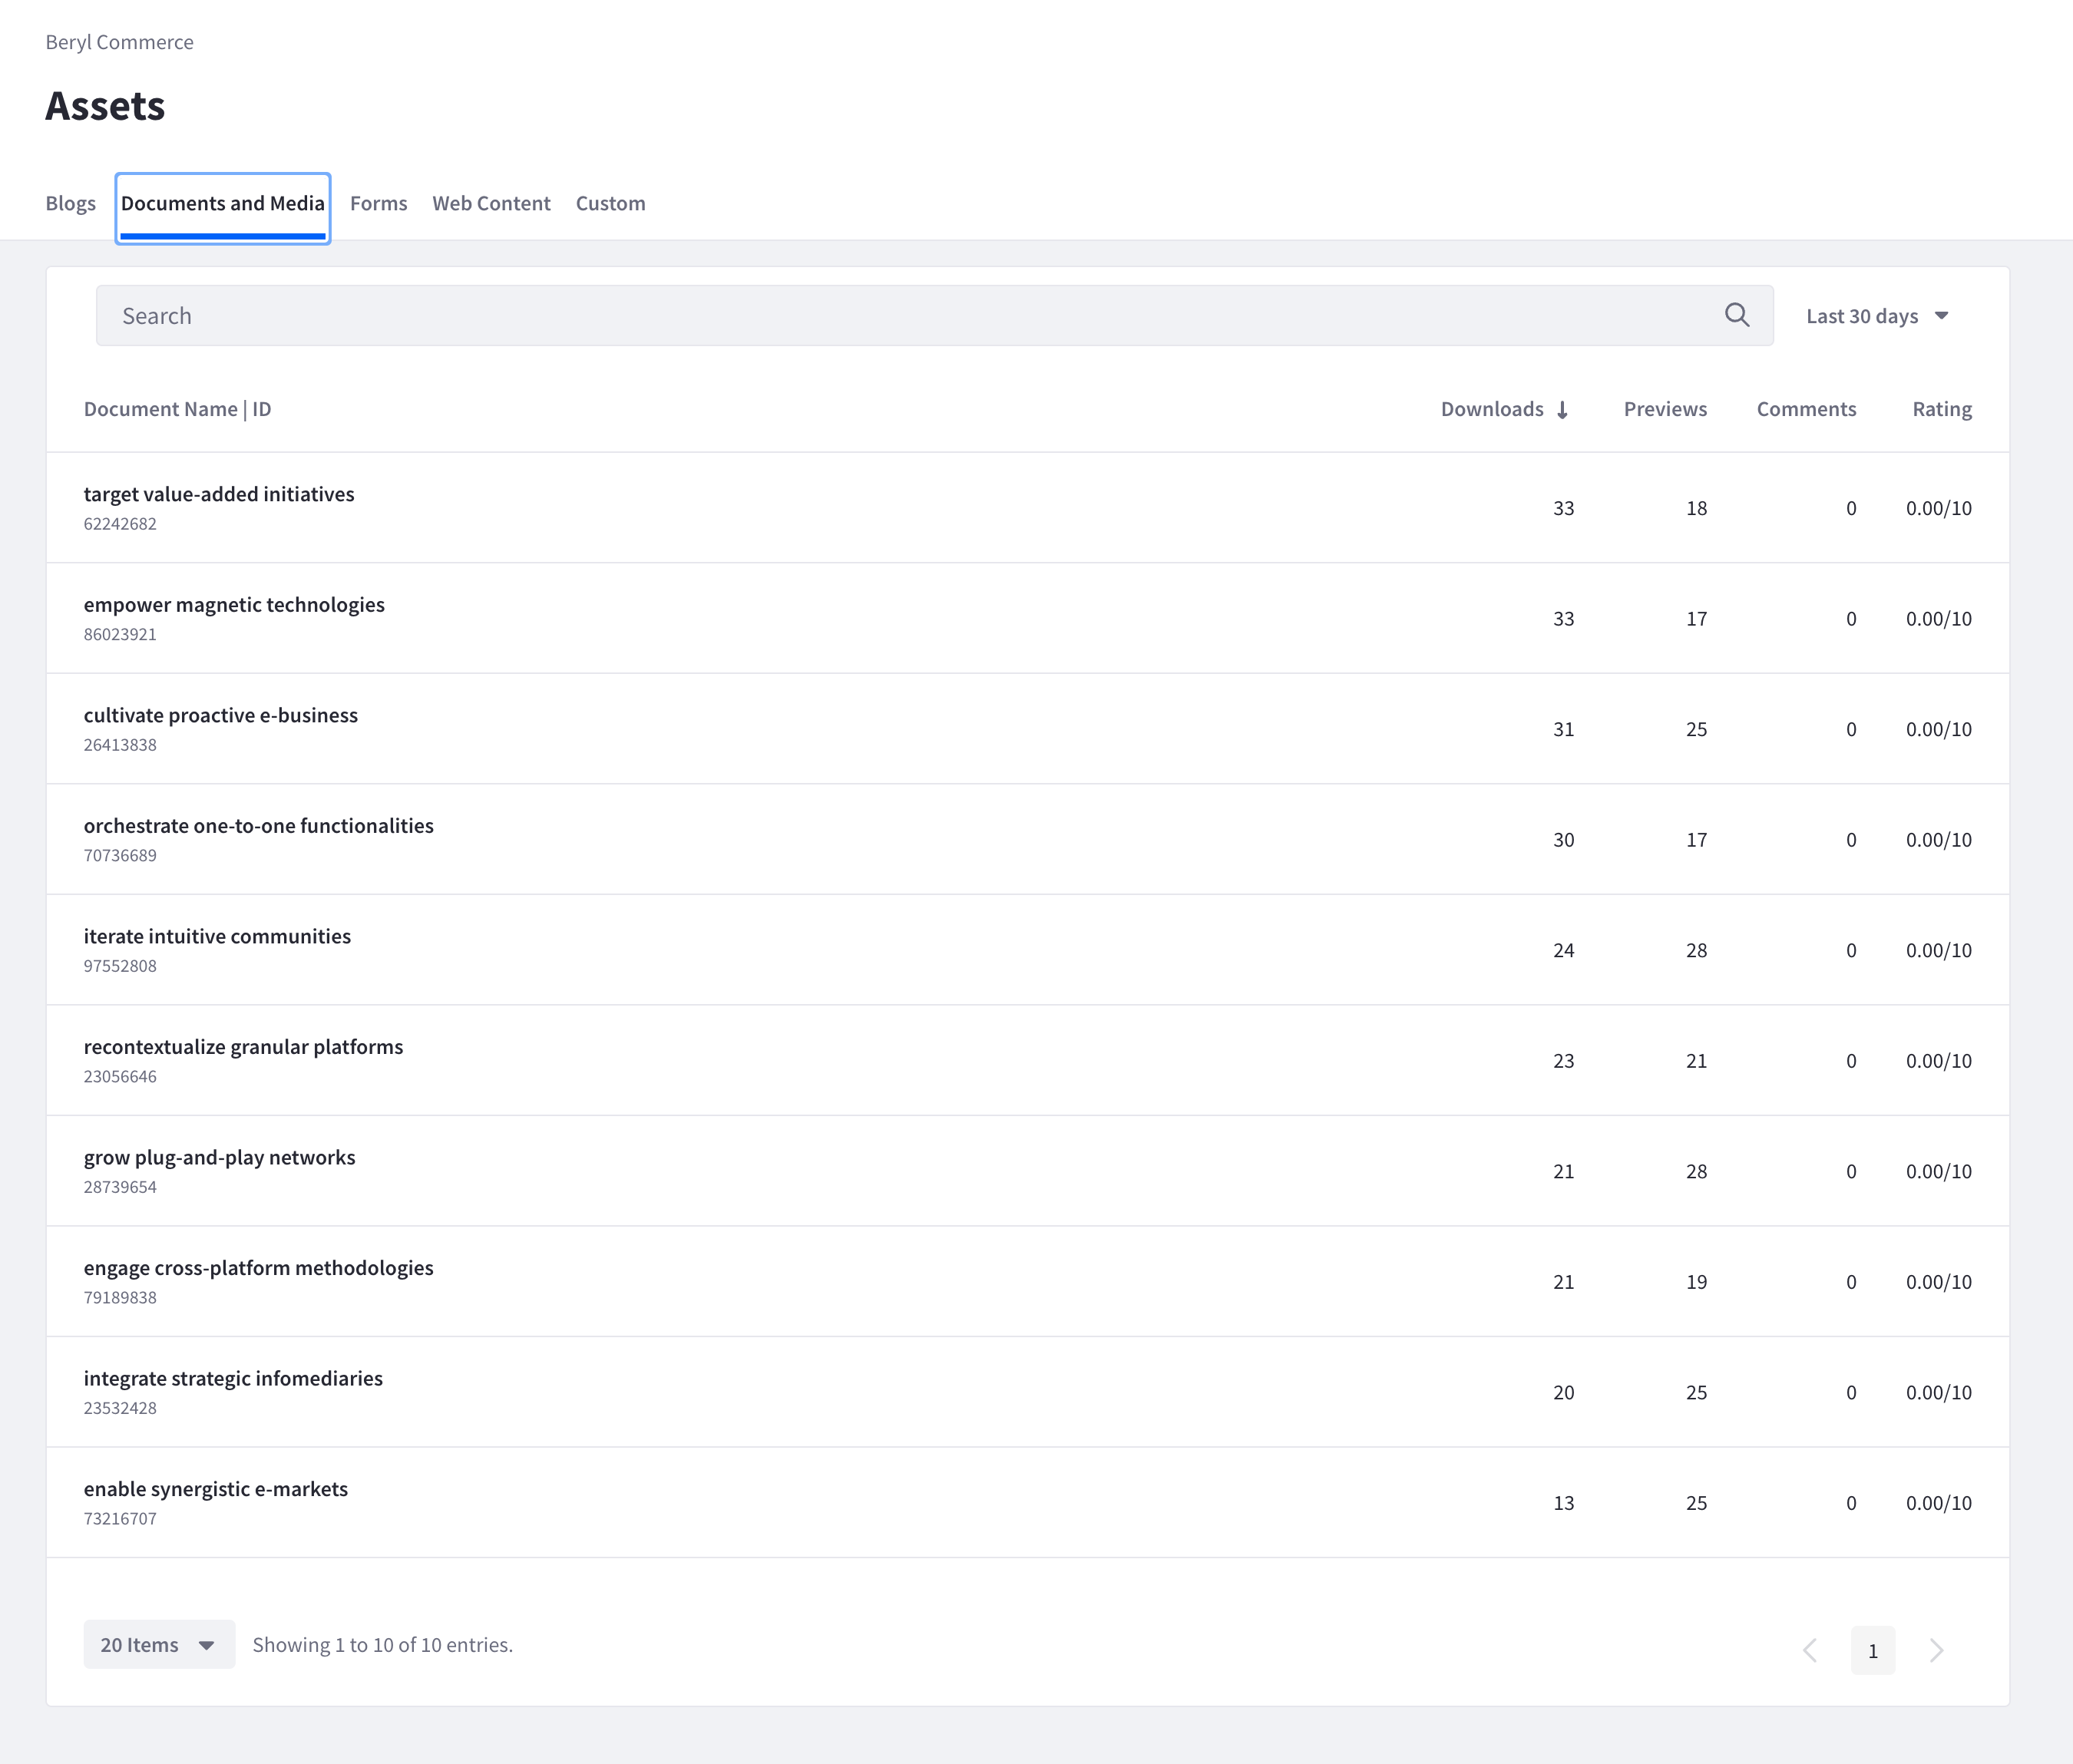 Beryl Commerce
Assets
Blogs Documents and Media Forms Web Content Custom
Search Last 30 days
Document Name | ID Downloads Previews Comments Rating
target value-added initiatives
62242682
33 18 0 0.00/10
empower magnetic technologies
86023921
33 17 0 0.00/10
cultivate proactive e-business
26413838
31 25 0 0.00/10
orchestrate one-to-one functionalities
70736689
30 17 0 0.00/10
iterate intuitive communities
97552808
24 28 0 0.00/10
recontextualize granular platforms
23056646
23 21 0 0.00/10
grow plug-and-play networks
28739654
21 28 0 0.00/10
engage cross-platform methodologies
79189838
21 19 0 0.00/10
integrate strategic infomediaries
23532428
20 25 0 0.00/10
enable synergistic e-markets
73216707
13 25 0 0.00/10
20 Items Showing 1 to 10 of 10 entries. 1